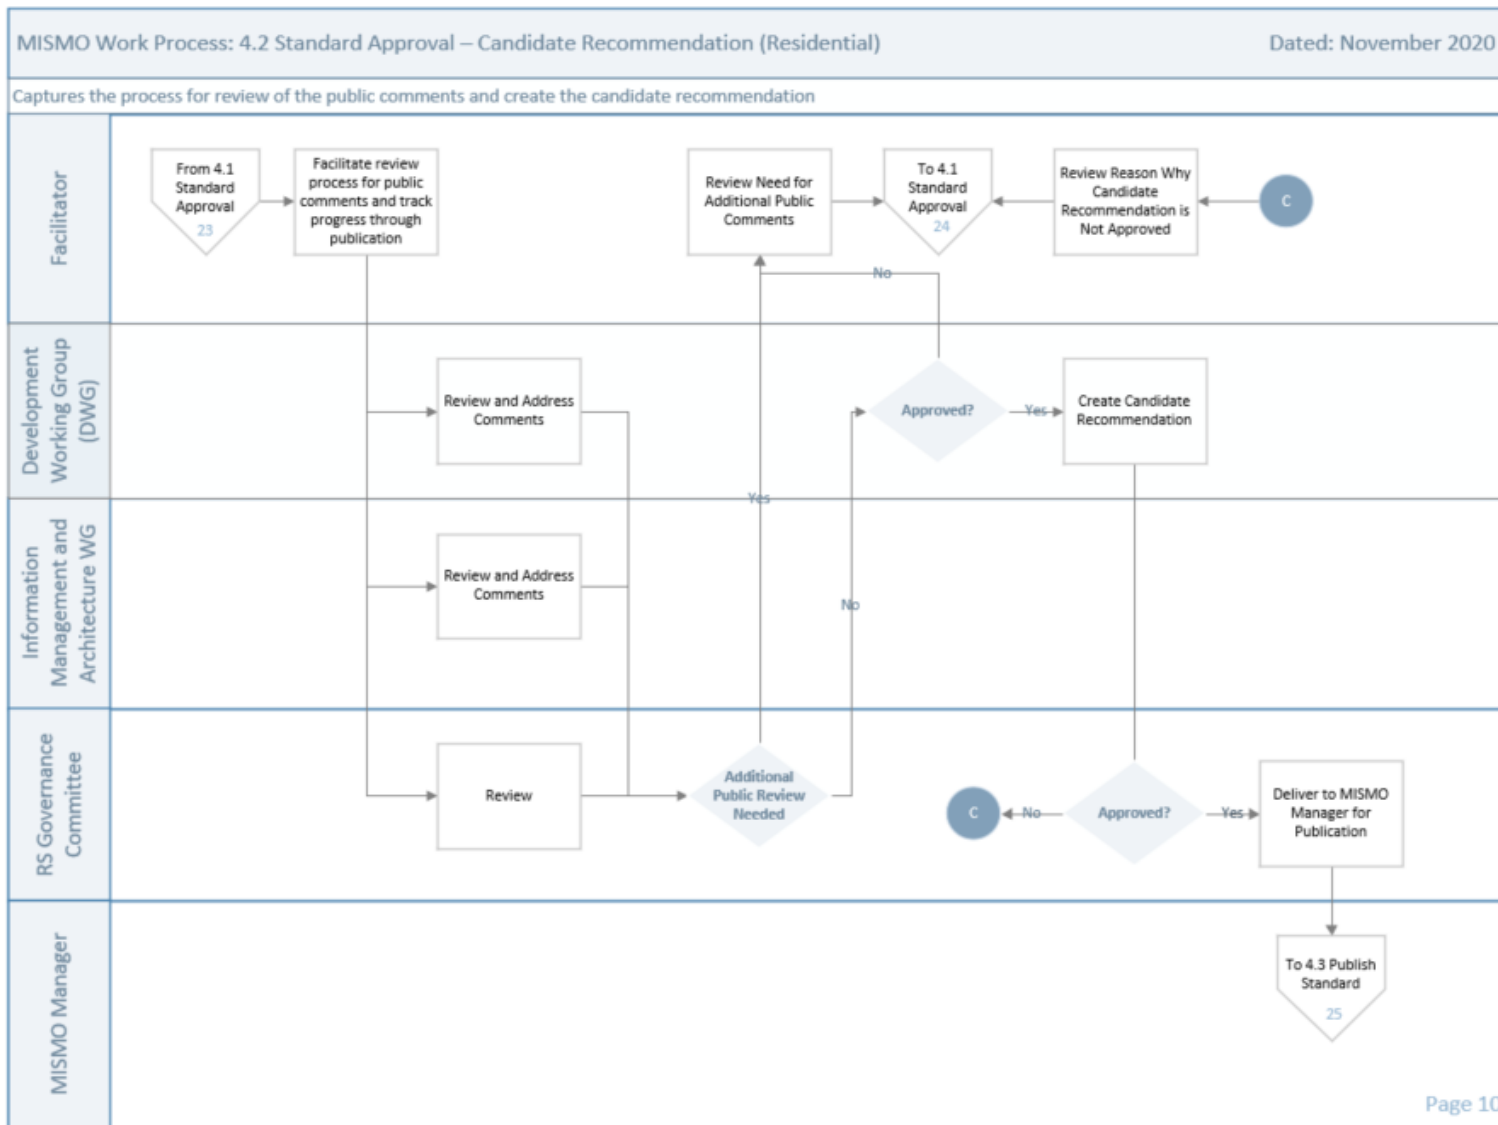 MISMO Work Process: 4.2 Standard Approval – Candidate Recommendation (Residential)
Dated: November 2020
Captures the process for review of the public comments and create the candidate recommendation
Facilitator
From 4.1
Standard
Approval
23
Facilitate review
process for public
comments and track
progress through
publication
Review Need for
Additional Public
Comments
To 4.1
Standard
Approval
24
Review Reason Why
Candidate
Recommendation is
Not Approved
C
No
Development
Working Group
(DWG)
Review and Address
Comments
Approved?
Yes
Create Candidate
Recommendation
Yes
Information
Management and
Architecture WG
Review and Address
Comments
No
RS Governance
Committee
Review
Additional
Public Review
Needed
C
No
Approved?
Yes
Deliver to MISMO
Manager for
Publication
MISMO Manager
To 4.3 Publish
Standard
25
Page 10